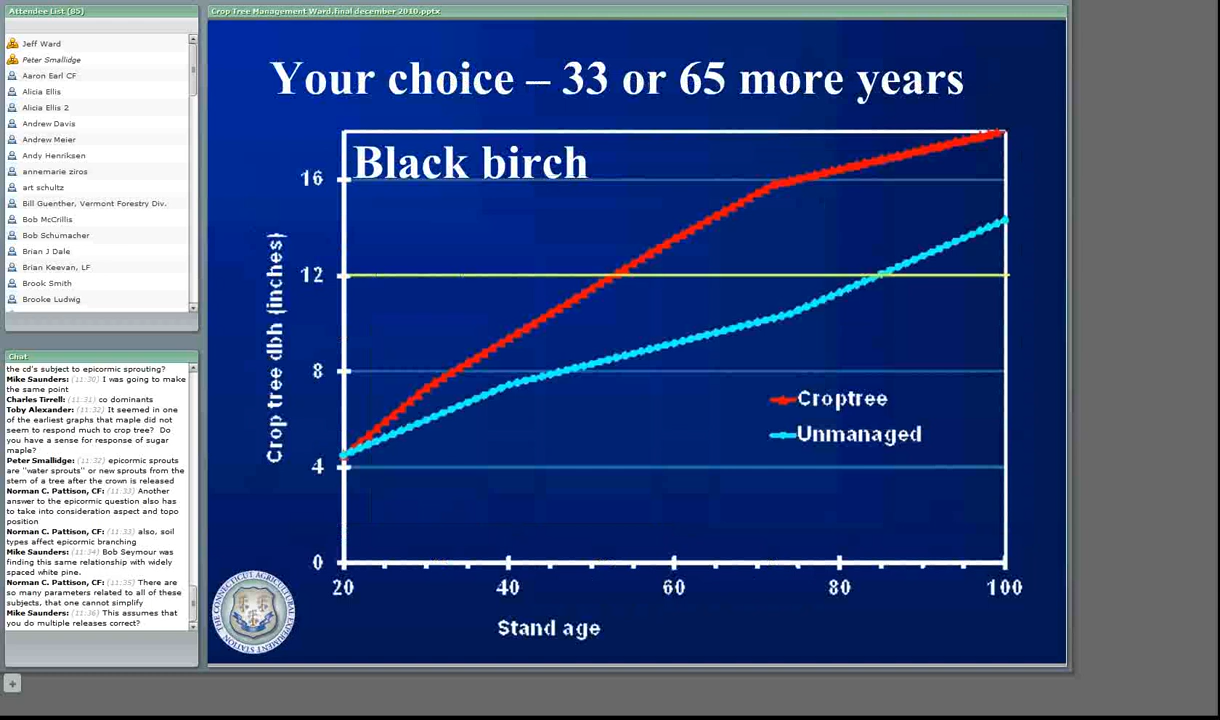 Attendee List (85)
Jeff Ward
Peter Smallidge
Aaron Earl CF
Alicia Ellis
Alicia Ellis 2
Andrew Davis
Andrew Meier
Andy Henriksen
annemarie ziros
art schultz
Bill Guenther, Vermont Forestry Div.
Bob McCrillis
Bob Schumacher
Brian J Dale
Brian Keevan, LF
Brook Smith
Brooke Ludwig
Chat
the cd's subject to epicormic sprouting?
Mike Saunders: (11:30) I was going to make
the same point
Charles Tirrell: (11:31) co dominants
Toby Alexander: (11:32) It seemed in one
of the earliest graphs that maple did not
seem to respond much to crop tree? Do
you have a sense for response of sugar
maple?
Peter Smallidge: (11:32) epicormic sprouts
are "water sprouts" or new sprouts from the
stem of a tree after the crown is released
Norman C. Pattison, CF: (11:33) Another
answer to the epicormic question also has
to take into consideration aspect and topo
position
Norman C. Pattison, CF: (11:33) also, soil
types affect epicormic branching
Mike Saunders: (11:34) Bob Seymour was
finding this same relationship with widely
spaced white pine.
Norman C. Pattison, CF: (11:35) There are
so many parameters related to all of these
subjects, that one cannot simplify
Mike Saunders: (11:36) This assumes that
you do multiple releases correct?
Crop Tree Management Ward.final december 2010.pptx
Your choice – 33 or 65 more years
Black birch
Crop tree dbh (inches)
16
12
8
4
0
Croptree
Unmanaged
20 40 60 80 100
Stand age
THE CONNECTICUT AGRICULTURAL EXPERIMENT STATION